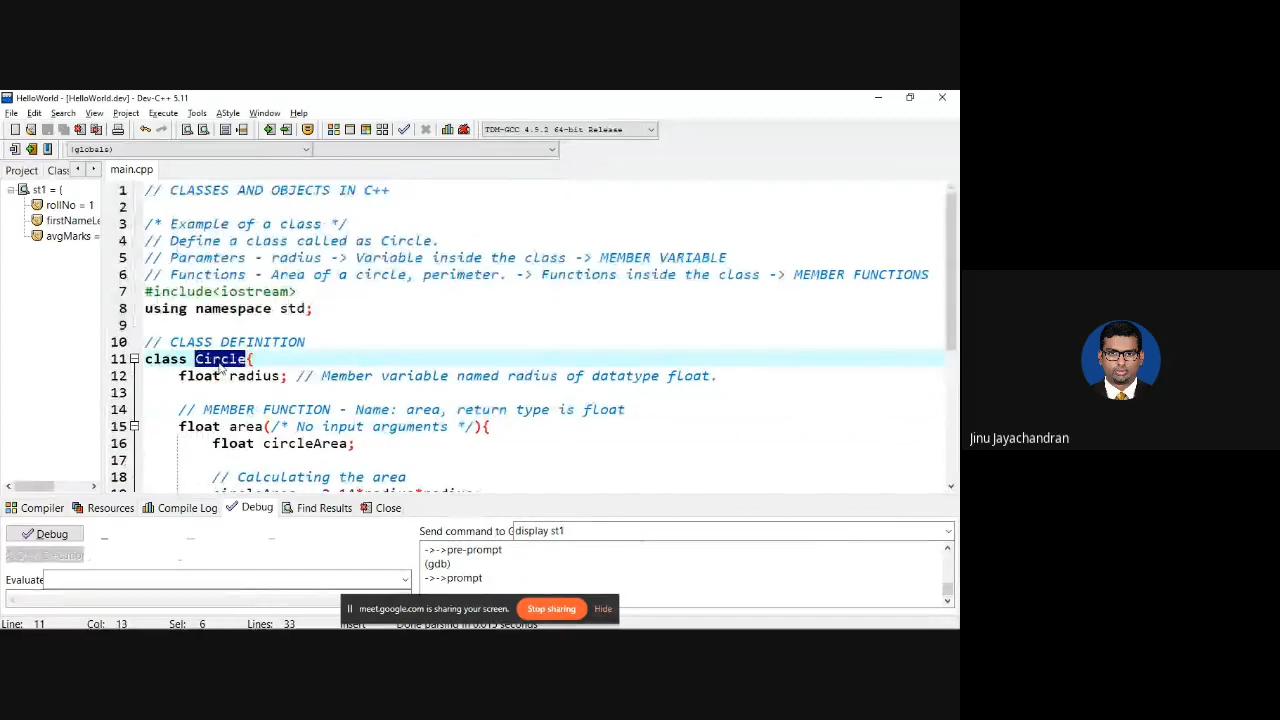 HelloWorld - [HelloWorld.dev] - Dev-C++ 5.11
File Edit Search View Project Execute Tools AStyle Window Help
TDM-GCC 4.9.2 64-bit Release
(globals)
Project Class
main.cpp
st1 = {
rollNo = 1
firstNameLe
avgMarks =
1 // CLASSES AND OBJECTS IN C++
2
3 /* Example of a class */
4 // Define a class called as Circle.
5 // Paramters - radius -> Variable inside the class -> MEMBER VARIABLE
6 // Functions - Area of a circle, perimeter. -> Functions inside the class -> MEMBER FUNCTIONS
7 #include<iostream>
8 using namespace std;
9
10 // CLASS DEFINITION
11 class Circle{
12 float radius; // Member variable named radius of datatype float.
13
14 // MEMBER FUNCTION - Name: area, return type is float
15 float area(/* No input arguments */){
16 float circleArea;
17
18 // Calculating the area
Compiler Resources Compile Log Debug Find Results Close
Debug
Send command to G display st1
->->pre-prompt
(gdb)
->->prompt
Evaluate
meet.google.com is sharing your screen. Stop sharing Hide
Line: 11 Col: 13 Sel: 6 Lines: 33 Insert Done parsing in 0.015 seconds
Jinu Jayachandran